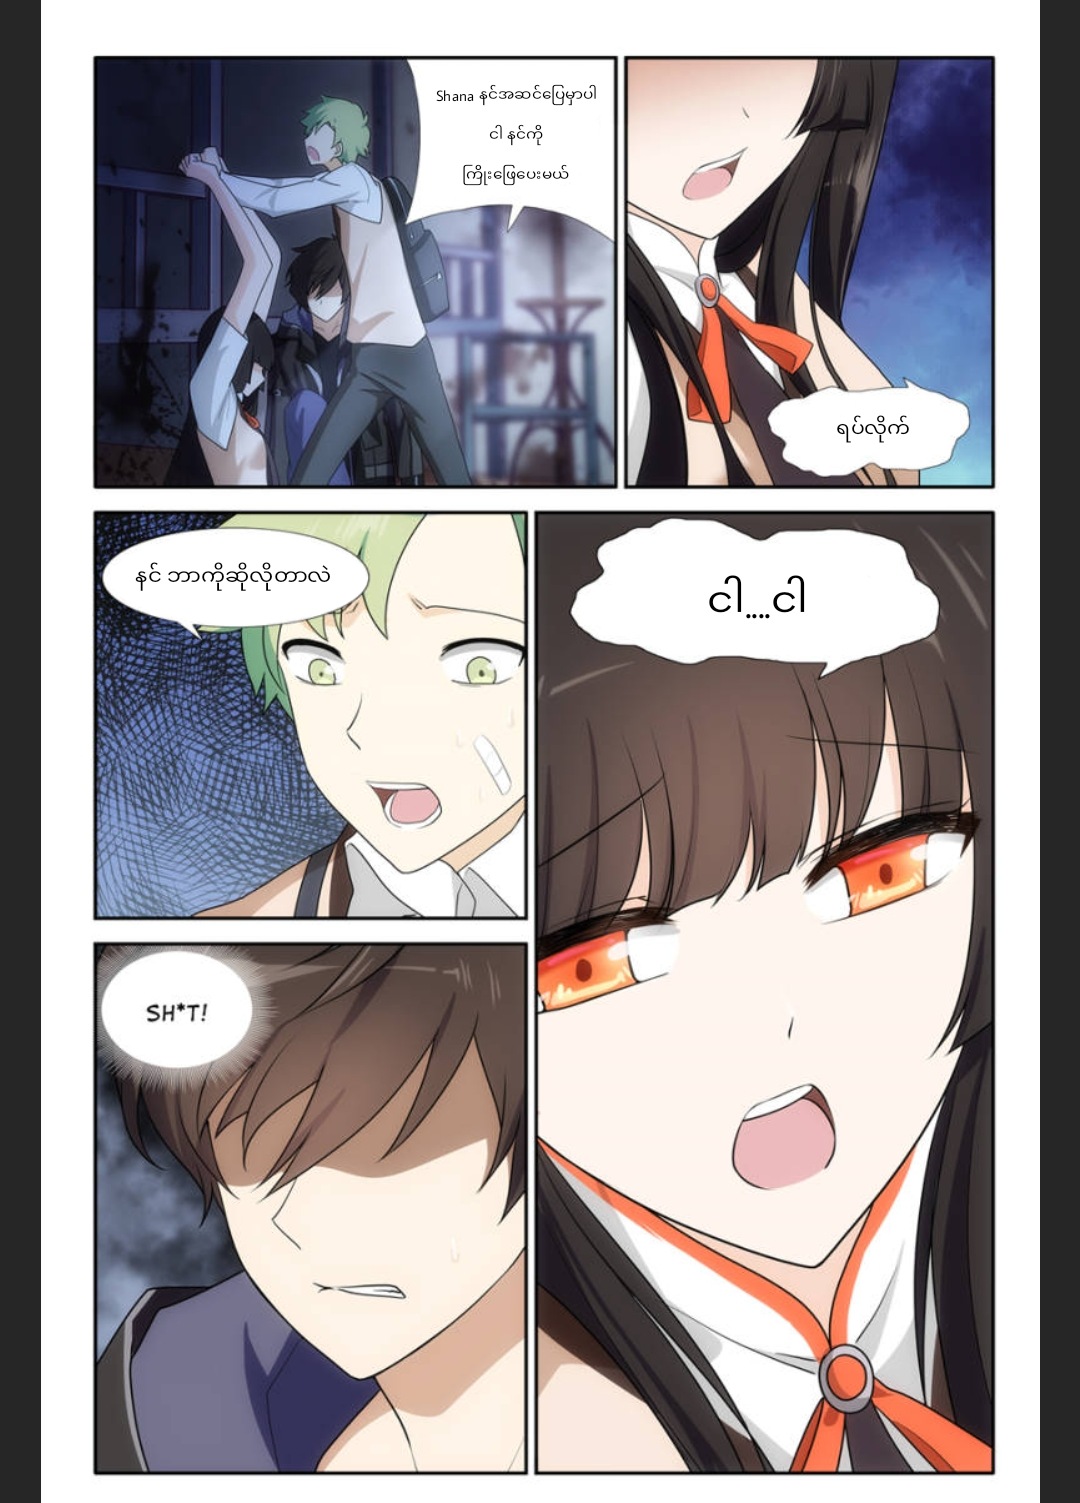 Shana နင်အဆင်ပြေမှာပါ
ငါ နင်ကို
ကြိုးဖြေပေးမယ်
ရပ်လိုက်
နင် ဘာကိုဆိုလိုတာလဲ
ငါ....ငါ
SH*T!